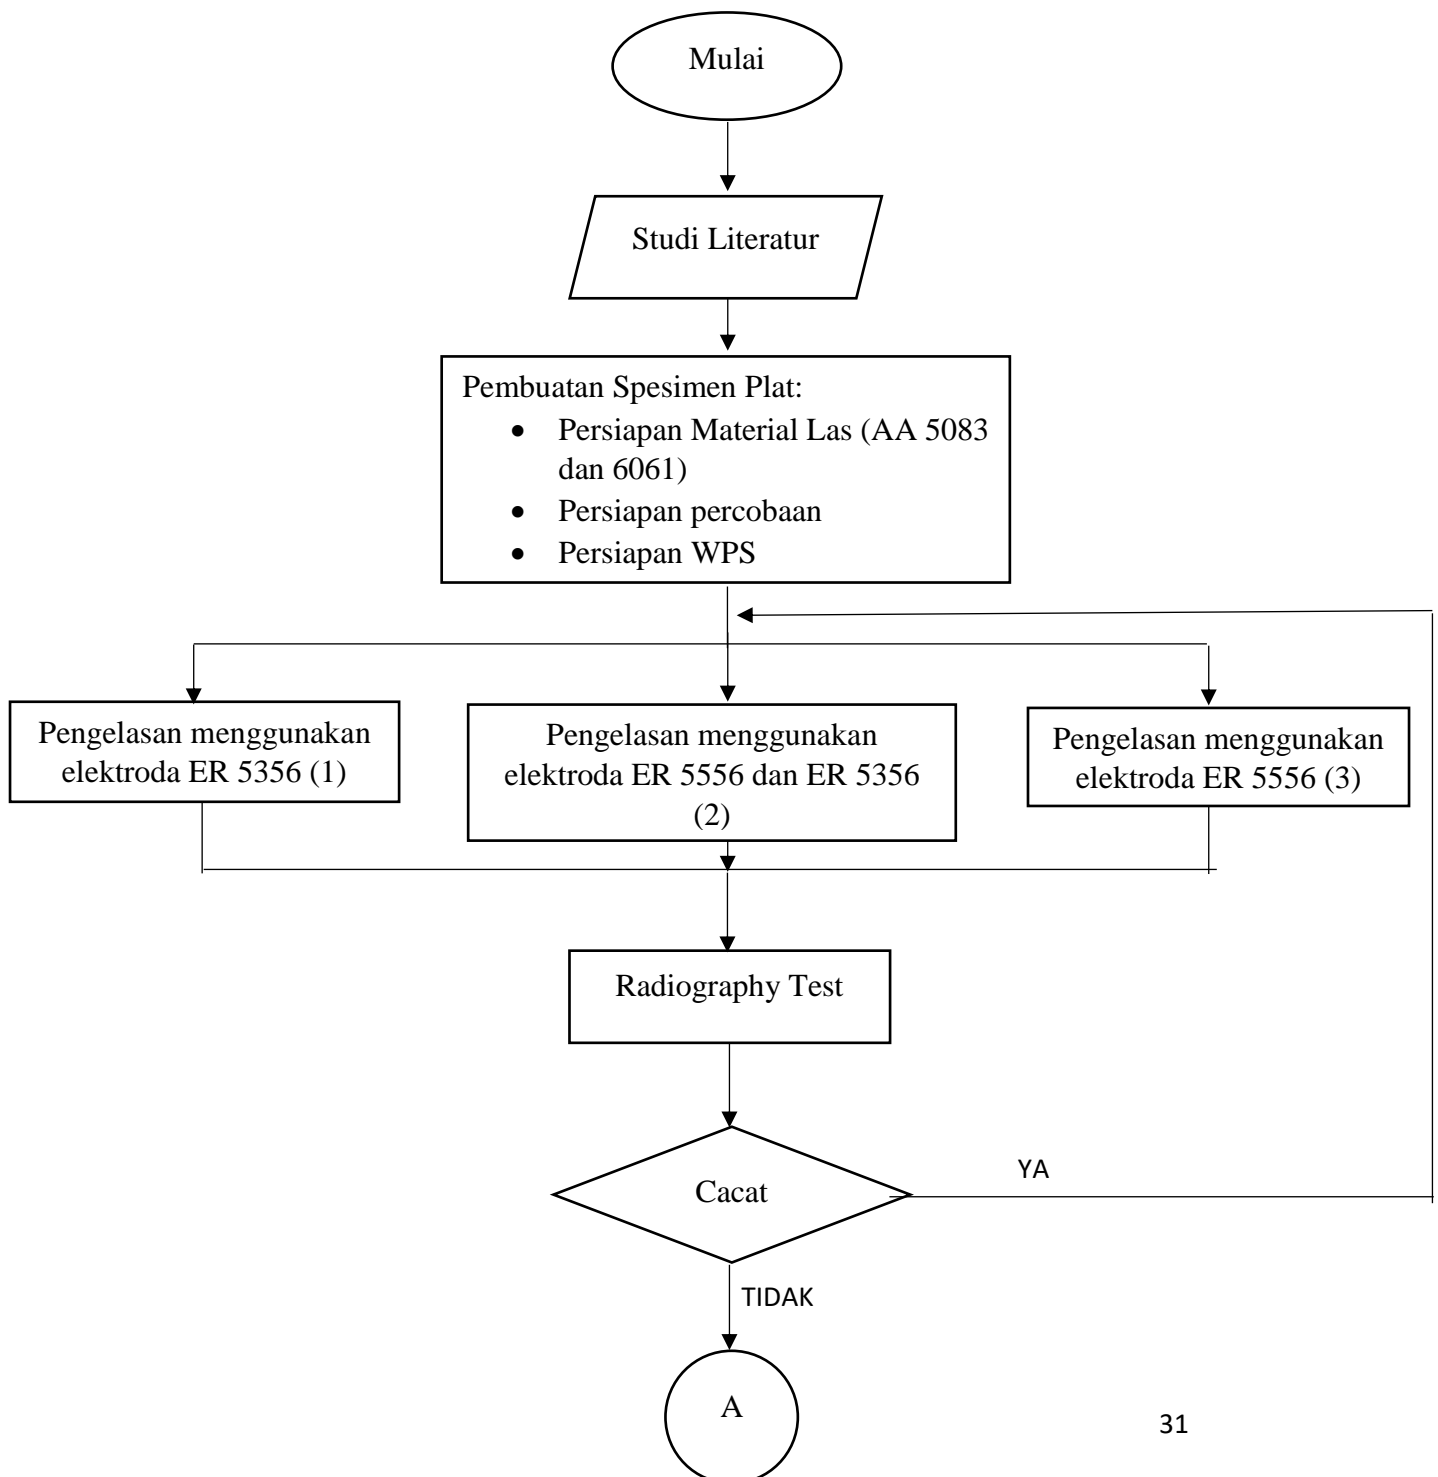 Mulai
Studi Literatur
Pembuatan Spesimen Plat:
• Persiapan Material Las (AA 5083
dan 6061)
• Persiapan percobaan
• Persiapan WPS
Pengelasan menggunakan
elektroda ER 5356 (1)
Pengelasan menggunakan
elektroda ER 5556 dan ER 5356
(2)
Pengelasan menggunakan
elektroda ER 5556 (3)
Radiography Test
Cacat
YA
TIDAK
A
31